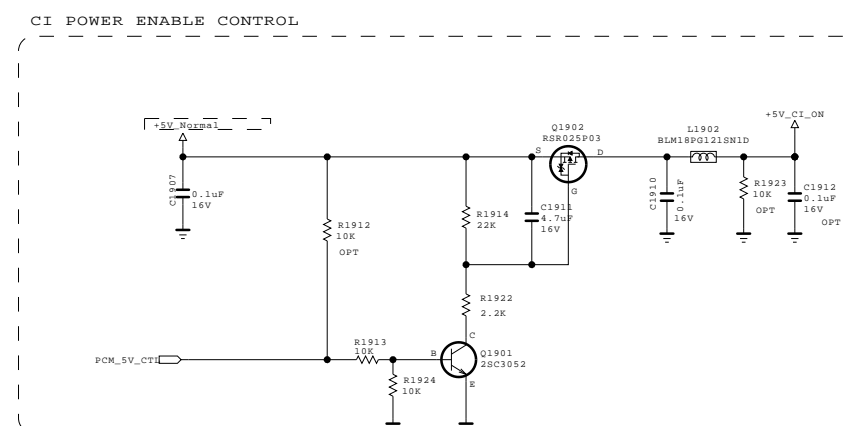 CI POWER ENABLE CONTROL
+5V_Normal
C1907
0.1uF
16V
R1912
10K
OPT
R1914
22K
C1911
4.7uF
16V
Q1902
RSR025P03
S
D
G
C1910
0.1uF
16V
L1902
BLM18PG121SN1D
+5V_CI_ON
R1923
10K
OPT
C1912
0.1uF
16V
OPT
R1922
2.2K
PCM_5V_CTL
R1913
10K
R1924
10K
B
C
E
Q1901
2SC3052